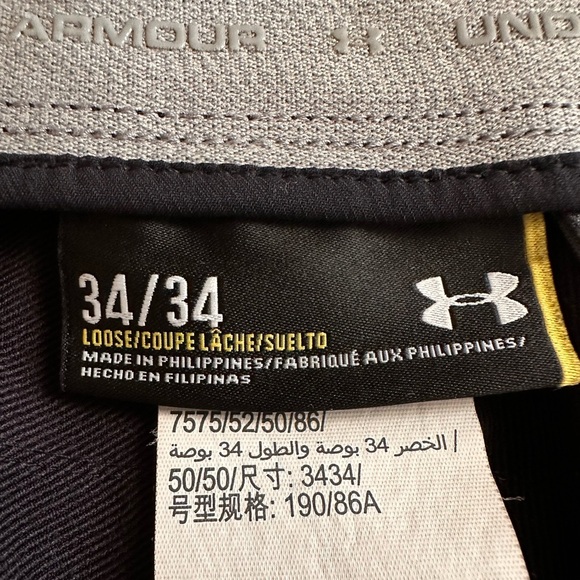 ARMOUR UND
34/34
LOOSE/COUPE LÂCHE/SUELTO
MADE IN PHILIPPINES/FABRIQUÉ AUX PHILIPPINES/
HECHO EN FILIPINAS
7575/52/50/86/
الخصر 34 بوصة والطول 34 بوصة /
50/50/尺寸: 3434/
号型规格: 190/86A